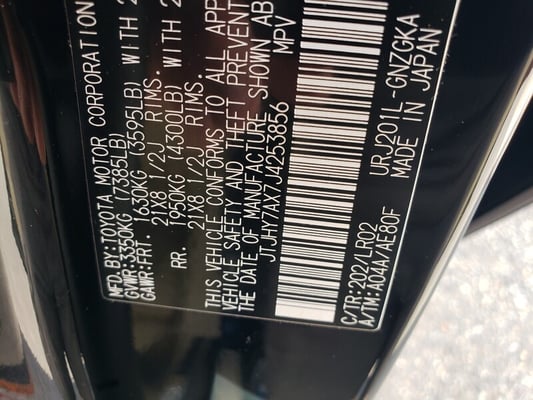 MFD.BY:TOYOTA MOTOR CORPORATION
GVWR:3350KG (7385LB)
GAWR:FRT. 1630KG (3595LB) WITH 2
21X8 1/2J RIMS.
RR. 1950KG (4300LB) WITH 2
21X8 1/2J RIMS.
THIS VEHICLE CONFORMS TO ALL APP
VEHICLE SAFETY AND THEFT PREVENT
THE DATE OF MANUFACTURE SHOWN AB
JTJHY7AX7J4253856 MPV
C/TR:202/LR02 URJ201L-GNZGKA
A/TM:A04A/AE80F MADE IN JAPAN